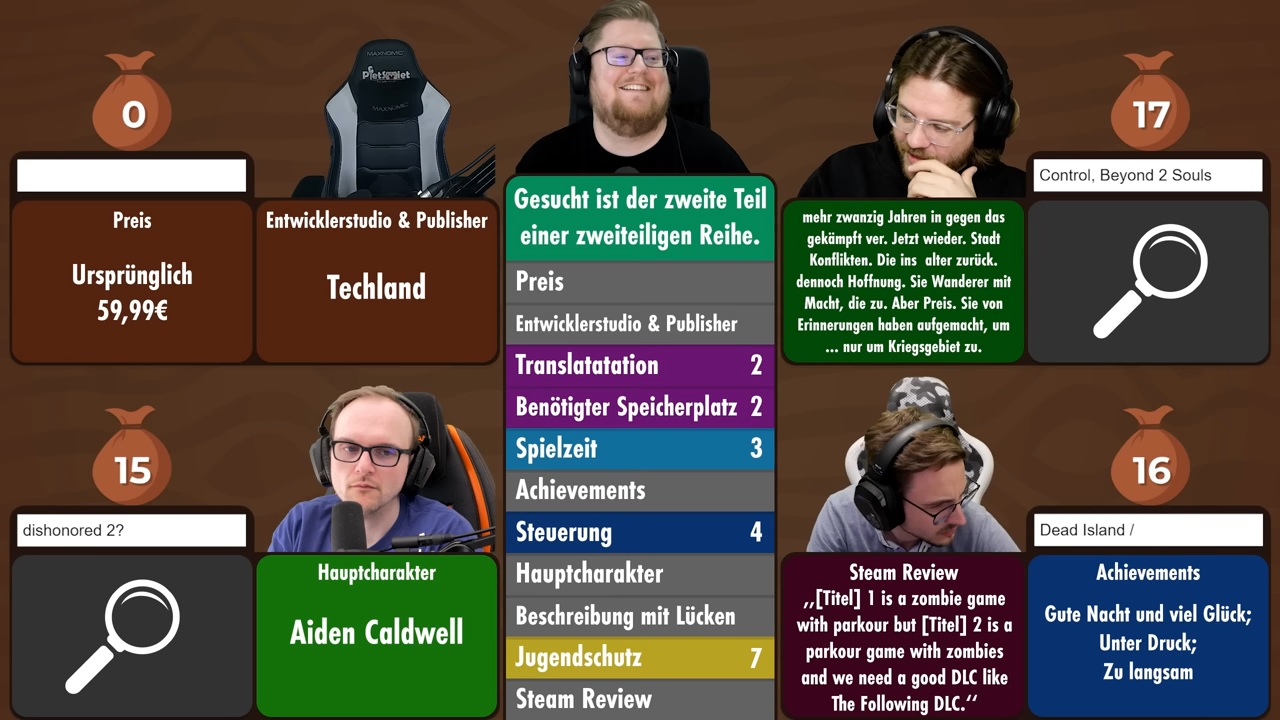 0
MAXNOMIC
PietSmiet
MAXNOMIC
17
Control, Beyond 2 Souls
Preis
Ursprünglich
59,99€
Entwicklerstudio & Publisher
Techland
Gesucht ist der zweite Teil
einer zweiteiligen Reihe.
Preis
Entwicklerstudio & Publisher
Translatatation 2
Benötigter Speicherplatz 2
Spielzeit 3
Achievements
Steuerung 4
Hauptcharakter
Beschreibung mit Lücken
Jugendschutz 7
Steam Review
mehr zwanzig Jahren in gegen das
gekämpft ver. Jetzt wieder. Stadt
Konflikten. Die ins alter zurück.
dennoch Hoffnung. Sie Wanderer mit
Macht, die zu. Aber Preis. Sie von
Erinnerungen haben aufgemacht, um
... nur um Kriegsgebiet zu.
15
dishonored 2?
Hauptcharakter
Aiden Caldwell
16
Dead Island /
Steam Review
,,[Titel] 1 is a zombie game
with parkour but [Titel] 2 is a
parkour game with zombies
and we need a good DLC like
The Following DLC.‘‘
Achievements
Gute Nacht und viel Glück;
Unter Druck;
Zu langsam